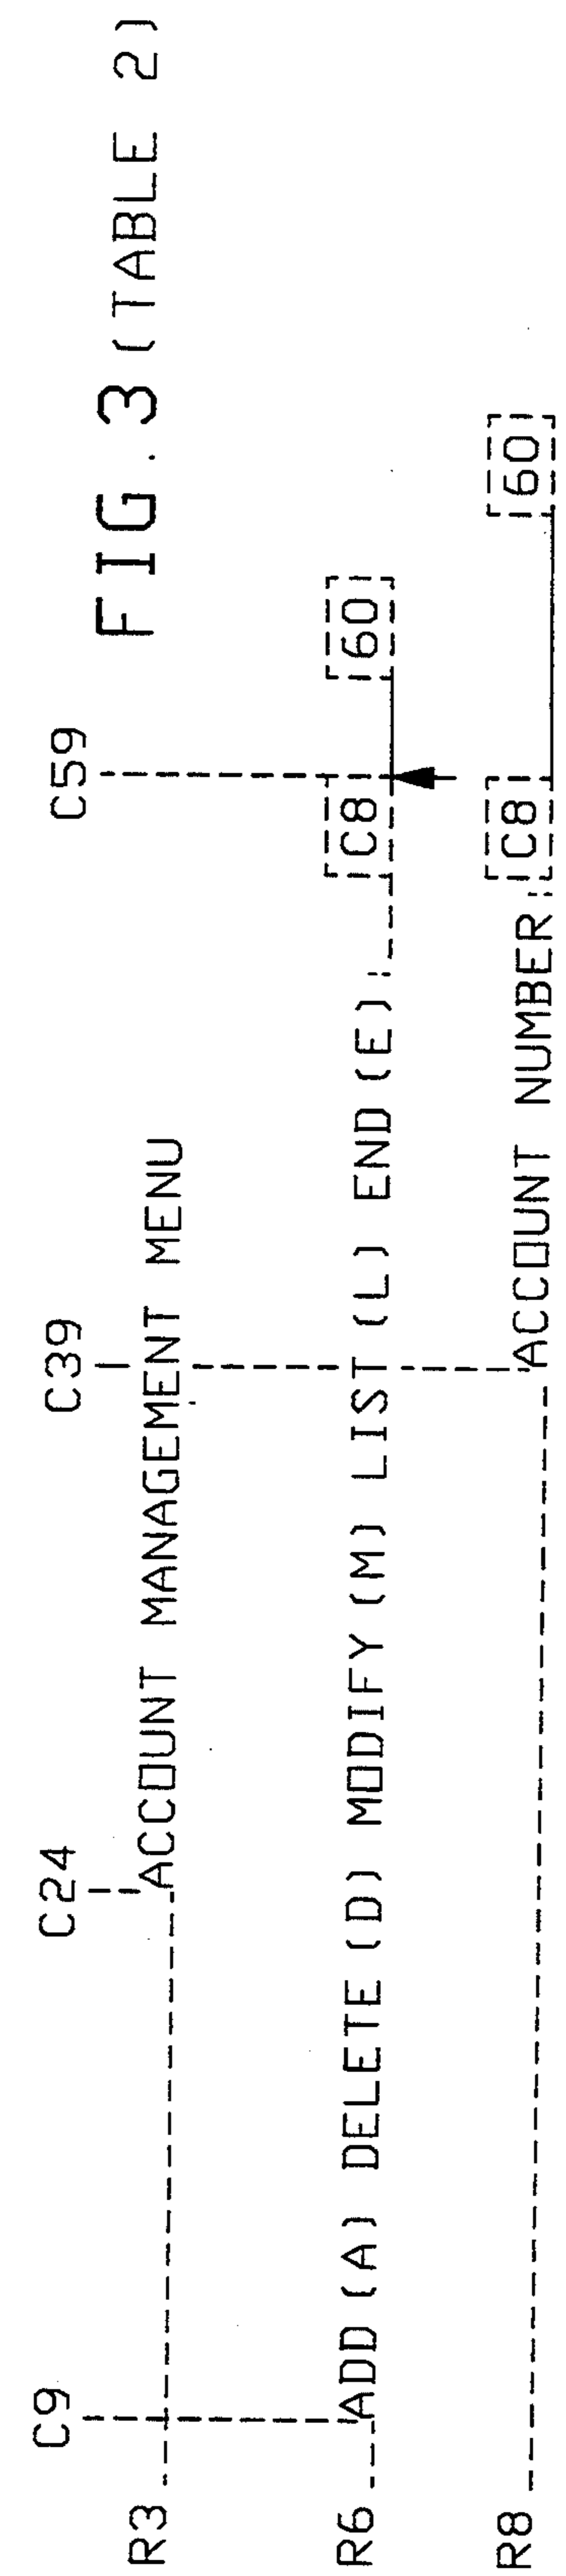 FIG. 3 (TABLE 2)
C9 C24 C39 C59
R3 ACCOUNT MANAGEMENT MENU
R6 ADD (A) DELETE (D) MODIFY (M) LIST (L) END (E): C8 60
R8 ACCOUNT NUMBER: C8 60